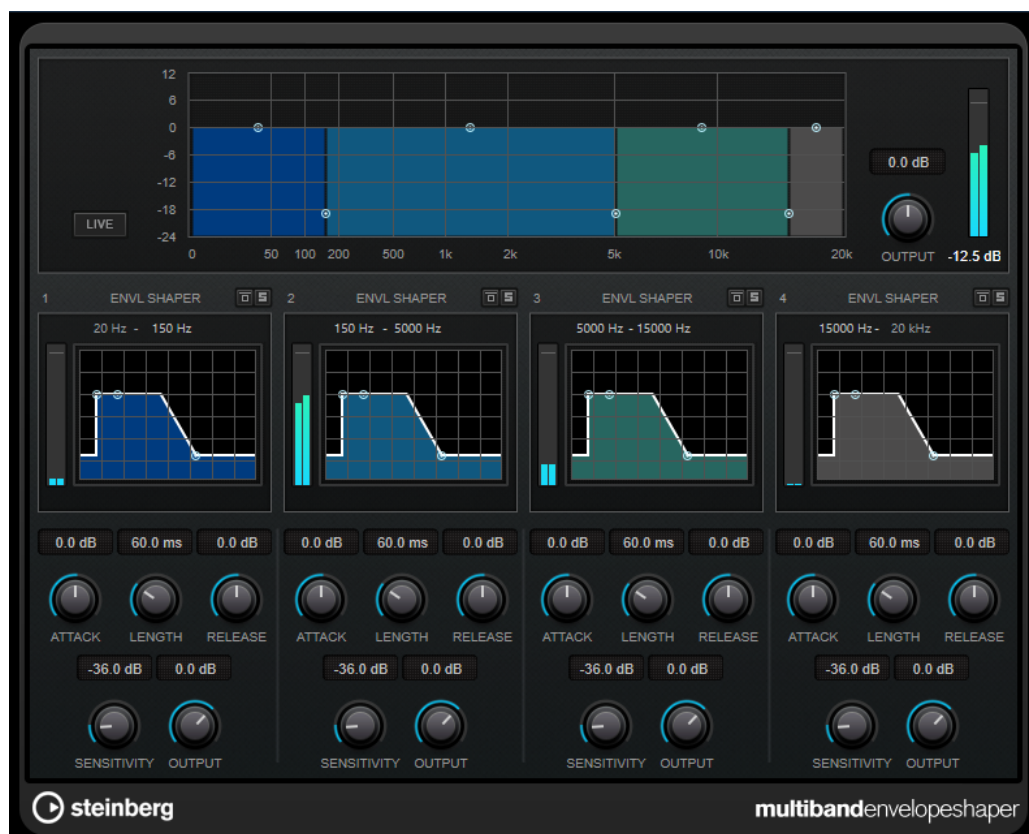 12
6
0
-6
-12
-18
-24
LIVE
0 50 100 200 500 1k 2k 5k 10k 20k
0.0 dB
OUTPUT -12.5 dB
1 ENVL SHAPER S 2 ENVL SHAPER S 3 ENVL SHAPER S 4 ENVL SHAPER S
20 Hz - 150 Hz 150 Hz - 5000 Hz 5000 Hz - 15000 Hz 15000 Hz - 20 kHz
0.0 dB 60.0 ms 0.0 dB 0.0 dB 60.0 ms 0.0 dB 0.0 dB 60.0 ms 0.0 dB 0.0 dB 60.0 ms 0.0 dB
ATTACK LENGTH RELEASE ATTACK LENGTH RELEASE ATTACK LENGTH RELEASE ATTACK LENGTH RELEASE
-36.0 dB 0.0 dB -36.0 dB 0.0 dB -36.0 dB 0.0 dB -36.0 dB 0.0 dB
SENSITIVITY OUTPUT SENSITIVITY OUTPUT SENSITIVITY OUTPUT SENSITIVITY OUTPUT
steinberg multibandenvelopeshaper